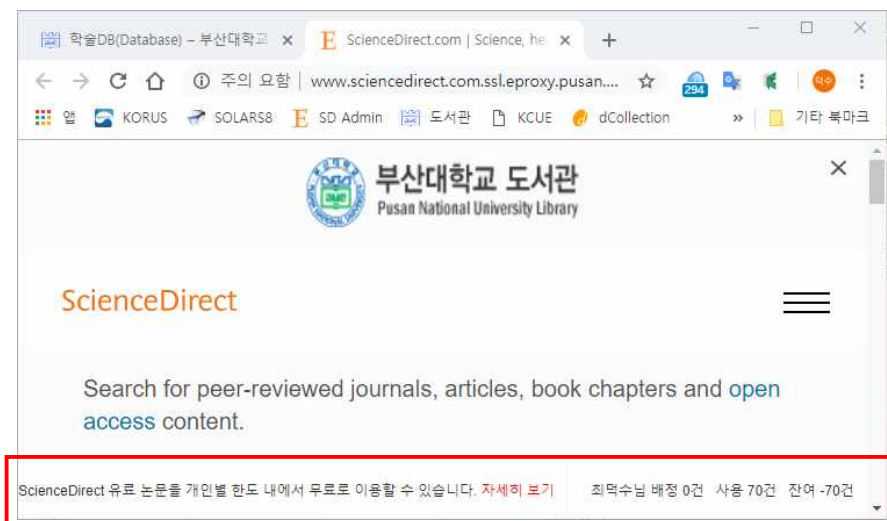 학술DB(Database) – 부산대학교 ScienceDirect.com | Science, he
주의 요함 www.sciencedirect.com.ssl.eproxy.pusan.... 294 덕수
앱 KORUS SOLARS8 SD Admin 도서관 KCUE dCollection » 기타 북마크
부산대학교 도서관
Pusan National University Library
ScienceDirect
Search for peer-reviewed journals, articles, book chapters and open
access content.
ScienceDirect 유료 논문을 개인별 한도 내에서 무료로 이용할 수 있습니다. 자세히 보기 최덕수님 배정 0건 사용 70건 잔여 -70건